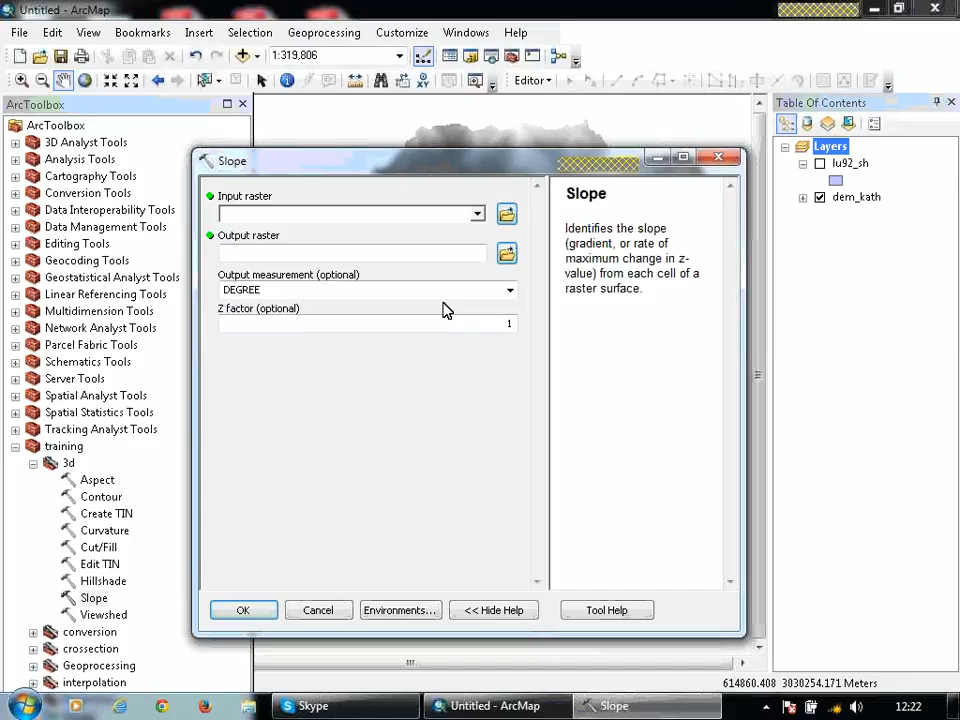 Untitled - ArcMap
File Edit View Bookmarks Insert Selection Geoprocessing Customize Windows Help
1:319,806
Editor
ArcToolbox
Table Of Contents
ArcToolbox
3D Analyst Tools
Analysis Tools
Cartography Tools
Conversion Tools
Data Interoperability Tools
Data Management Tools
Editing Tools
Geocoding Tools
Geostatistical Analyst Tools
Linear Referencing Tools
Multidimension Tools
Network Analyst Tools
Parcel Fabric Tools
Schematics Tools
Server Tools
Spatial Analyst Tools
Spatial Statistics Tools
Tracking Analyst Tools
training
3d
Aspect
Contour
Create TIN
Curvature
Cut/Fill
Edit TIN
Hillshade
Slope
Viewshed
conversion
crossection
Geoprocessing
interpolation
Slope
Input raster
Output raster
Output measurement (optional)
DEGREE
Z factor (optional)
1
OK Cancel Environments... << Hide Help Tool Help
Slope
Identifies the slope
(gradient, or rate of
maximum change in z-
value) from each cell of a
raster surface.
Layers
lu92_sh
dem_kath
614860.408 3030254.171 Meters
Skype Untitled - ArcMap Slope 12:22